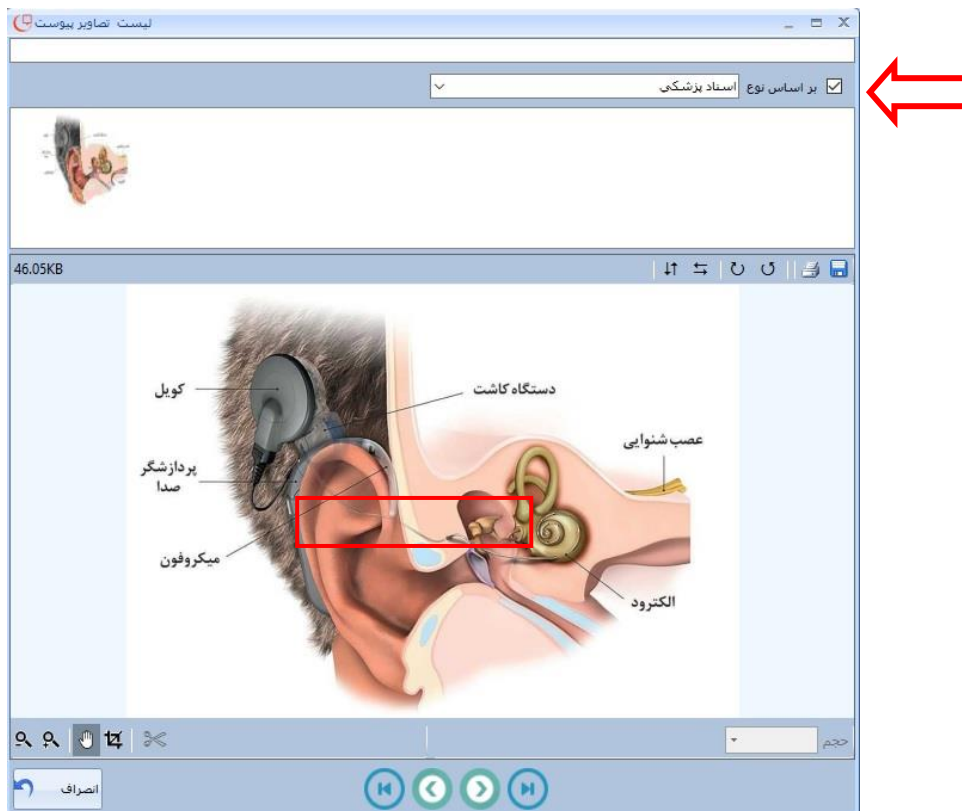 لیست تصاویر پیوست
بر اساس نوع اسناد پزشکی
46.05KB
کویل
دستگاه کاشت
عصب شنوایی
پردازشگر
صدا
میکروفون
الکترود
حجم
انصراف